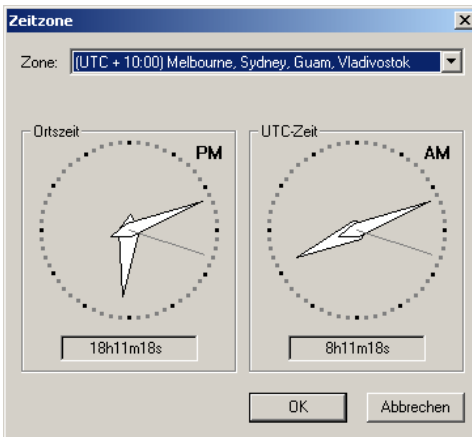 Zeitzone
Zone: (UTC + 10:00) Melbourne, Sydney, Guam, Vladivostok
Ortszeit
PM
18h11m18s
UTC-Zeit
AM
8h11m18s
OK
Abbrechen